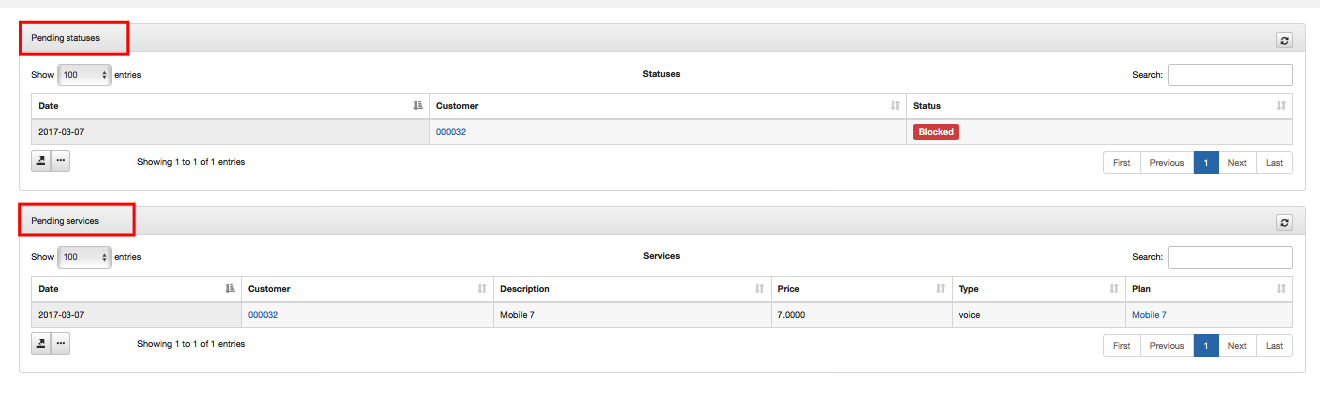 Pending statuses
Show 100 entries Statuses Search:
Date Customer Status
2017-03-07 000032 Blocked
Showing 1 to 1 of 1 entries First Previous 1 Next Last
Pending services
Show 100 entries Services Search:
Date Customer Description Price Type Plan
2017-03-07 000032 Mobile 7 7.0000 voice Mobile 7
Showing 1 to 1 of 1 entries First Previous 1 Next Last